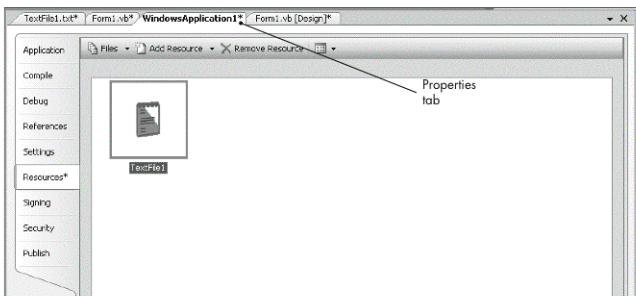 TextFile1.txt* Form1.vb* WindowsApplication1* Form1.vb [Design]*
Files Add Resource Remove Resource
Properties
tab
Application
Compile
Debug
References
Settings
Resources*
Signing
Security
Publish
TextFile1